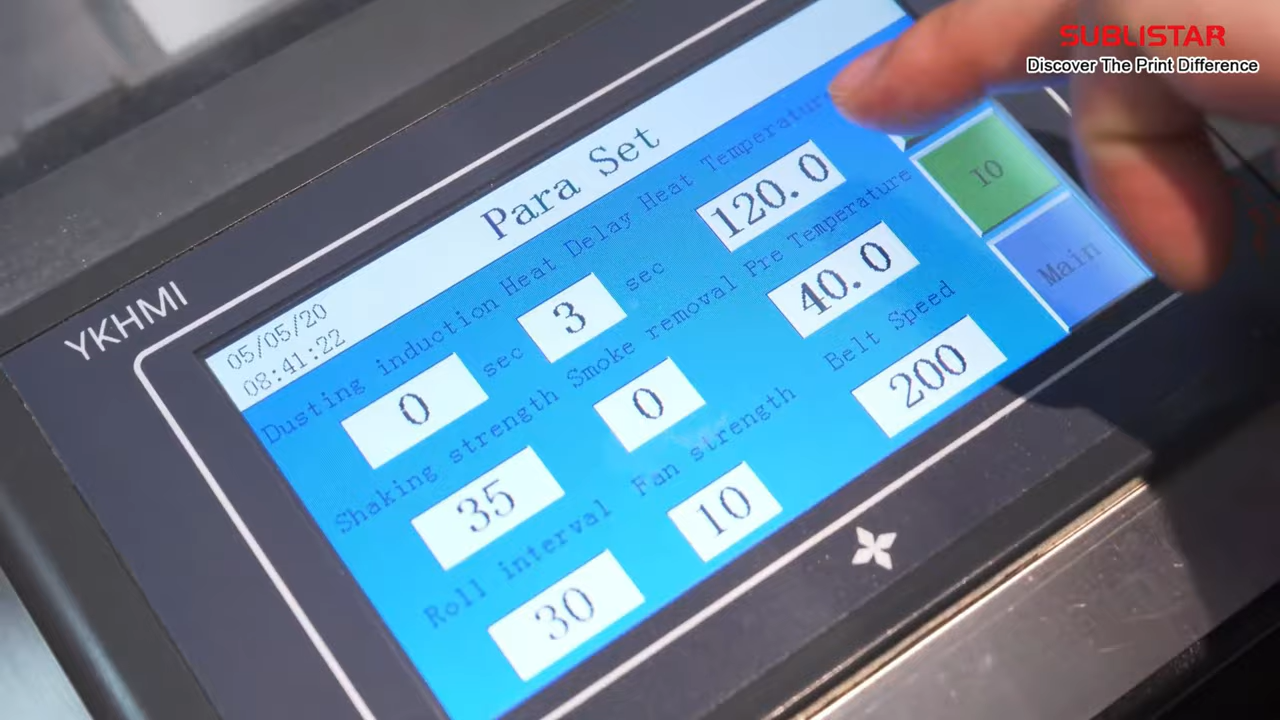 SUBLISTAR
Discover The Print Difference
YKHMI
05/05/20
08:41:22
Para Set
Dusting induction Heat Delay Heat Temperature
0 sec 3 sec 120.0
Shaking strength Smoke removal Pre Temperature
35 0 40.0
Roll interval Fan strength Belt Speed
30 10 200
IO
Main